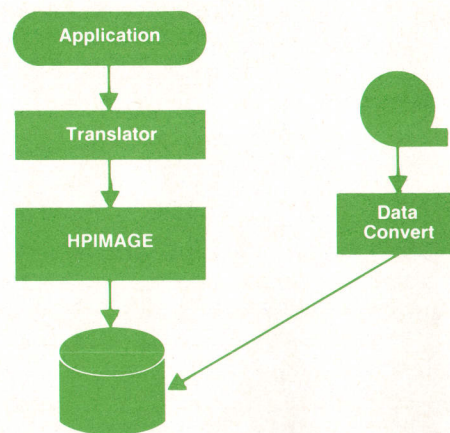 Application
Translator
HPIMAGE
Data
Convert